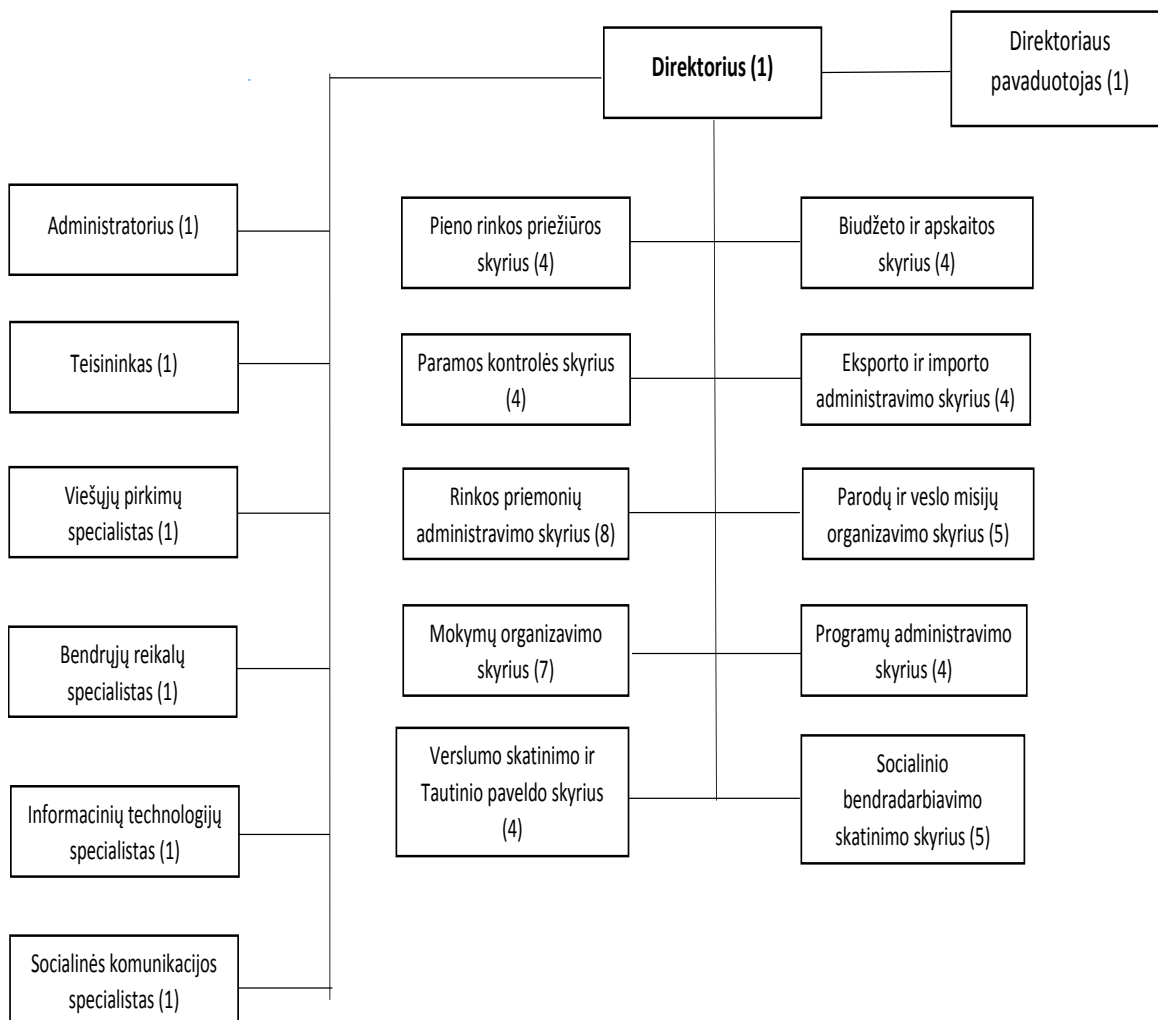 Direktorius (1)
Direktoriaus
pavaduotojas (1)
Administratorius (1)
Teisininkas (1)
Viešųjų pirkimų
specialistas (1)
Bendrųjų reikalų
specialistas (1)
Informacinių technologijų
specialistas (1)
Socialinės komunikacijos
specialistas (1)
Pieno rinkos priežiūros
skyrius (4)
Biudžeto ir apskaitos
skyrius (4)
Paramos kontrolės skyrius
(4)
Eksporto ir importo
administravimo skyrius (4)
Rinkos priemonių
administravimo skyrius (8)
Parodų ir veslo misijų
organizavimo skyrius (5)
Mokymų organizavimo
skyrius (7)
Programų administravimo
skyrius (4)
Verslumo skatinimo ir
Tautinio paveldo skyrius
(4)
Socialinio
bendradarbiavimo
skatinimo skyrius (5)